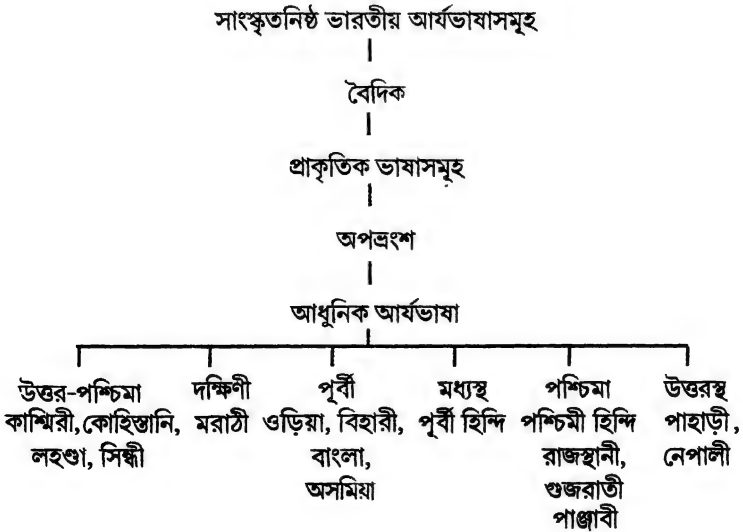 সাংস্কৃতনিষ্ঠ ভারতীয় আর্যভাষাসমূহ
বৈদিক
প্রাকৃতিক ভাষাসমূহ
অপভ্রংশ
আধুনিক আর্যভাষা
উত্তর-পশ্চিমা দক্ষিণী পূর্বী মধ্যস্থ পশ্চিমা উত্তরস্থ
কাশ্মিরী, কোহিস্তানি, মরাঠী ওড়িয়া, বিহারী, পূর্বী হিন্দি পশ্চিমী হিন্দি পাহাড়ী,
লহণ্ডা, সিন্ধী বাংলা, রাজস্থানী, নেপালী
অসমিয়া গুজরাতী
পাঞ্জাবী